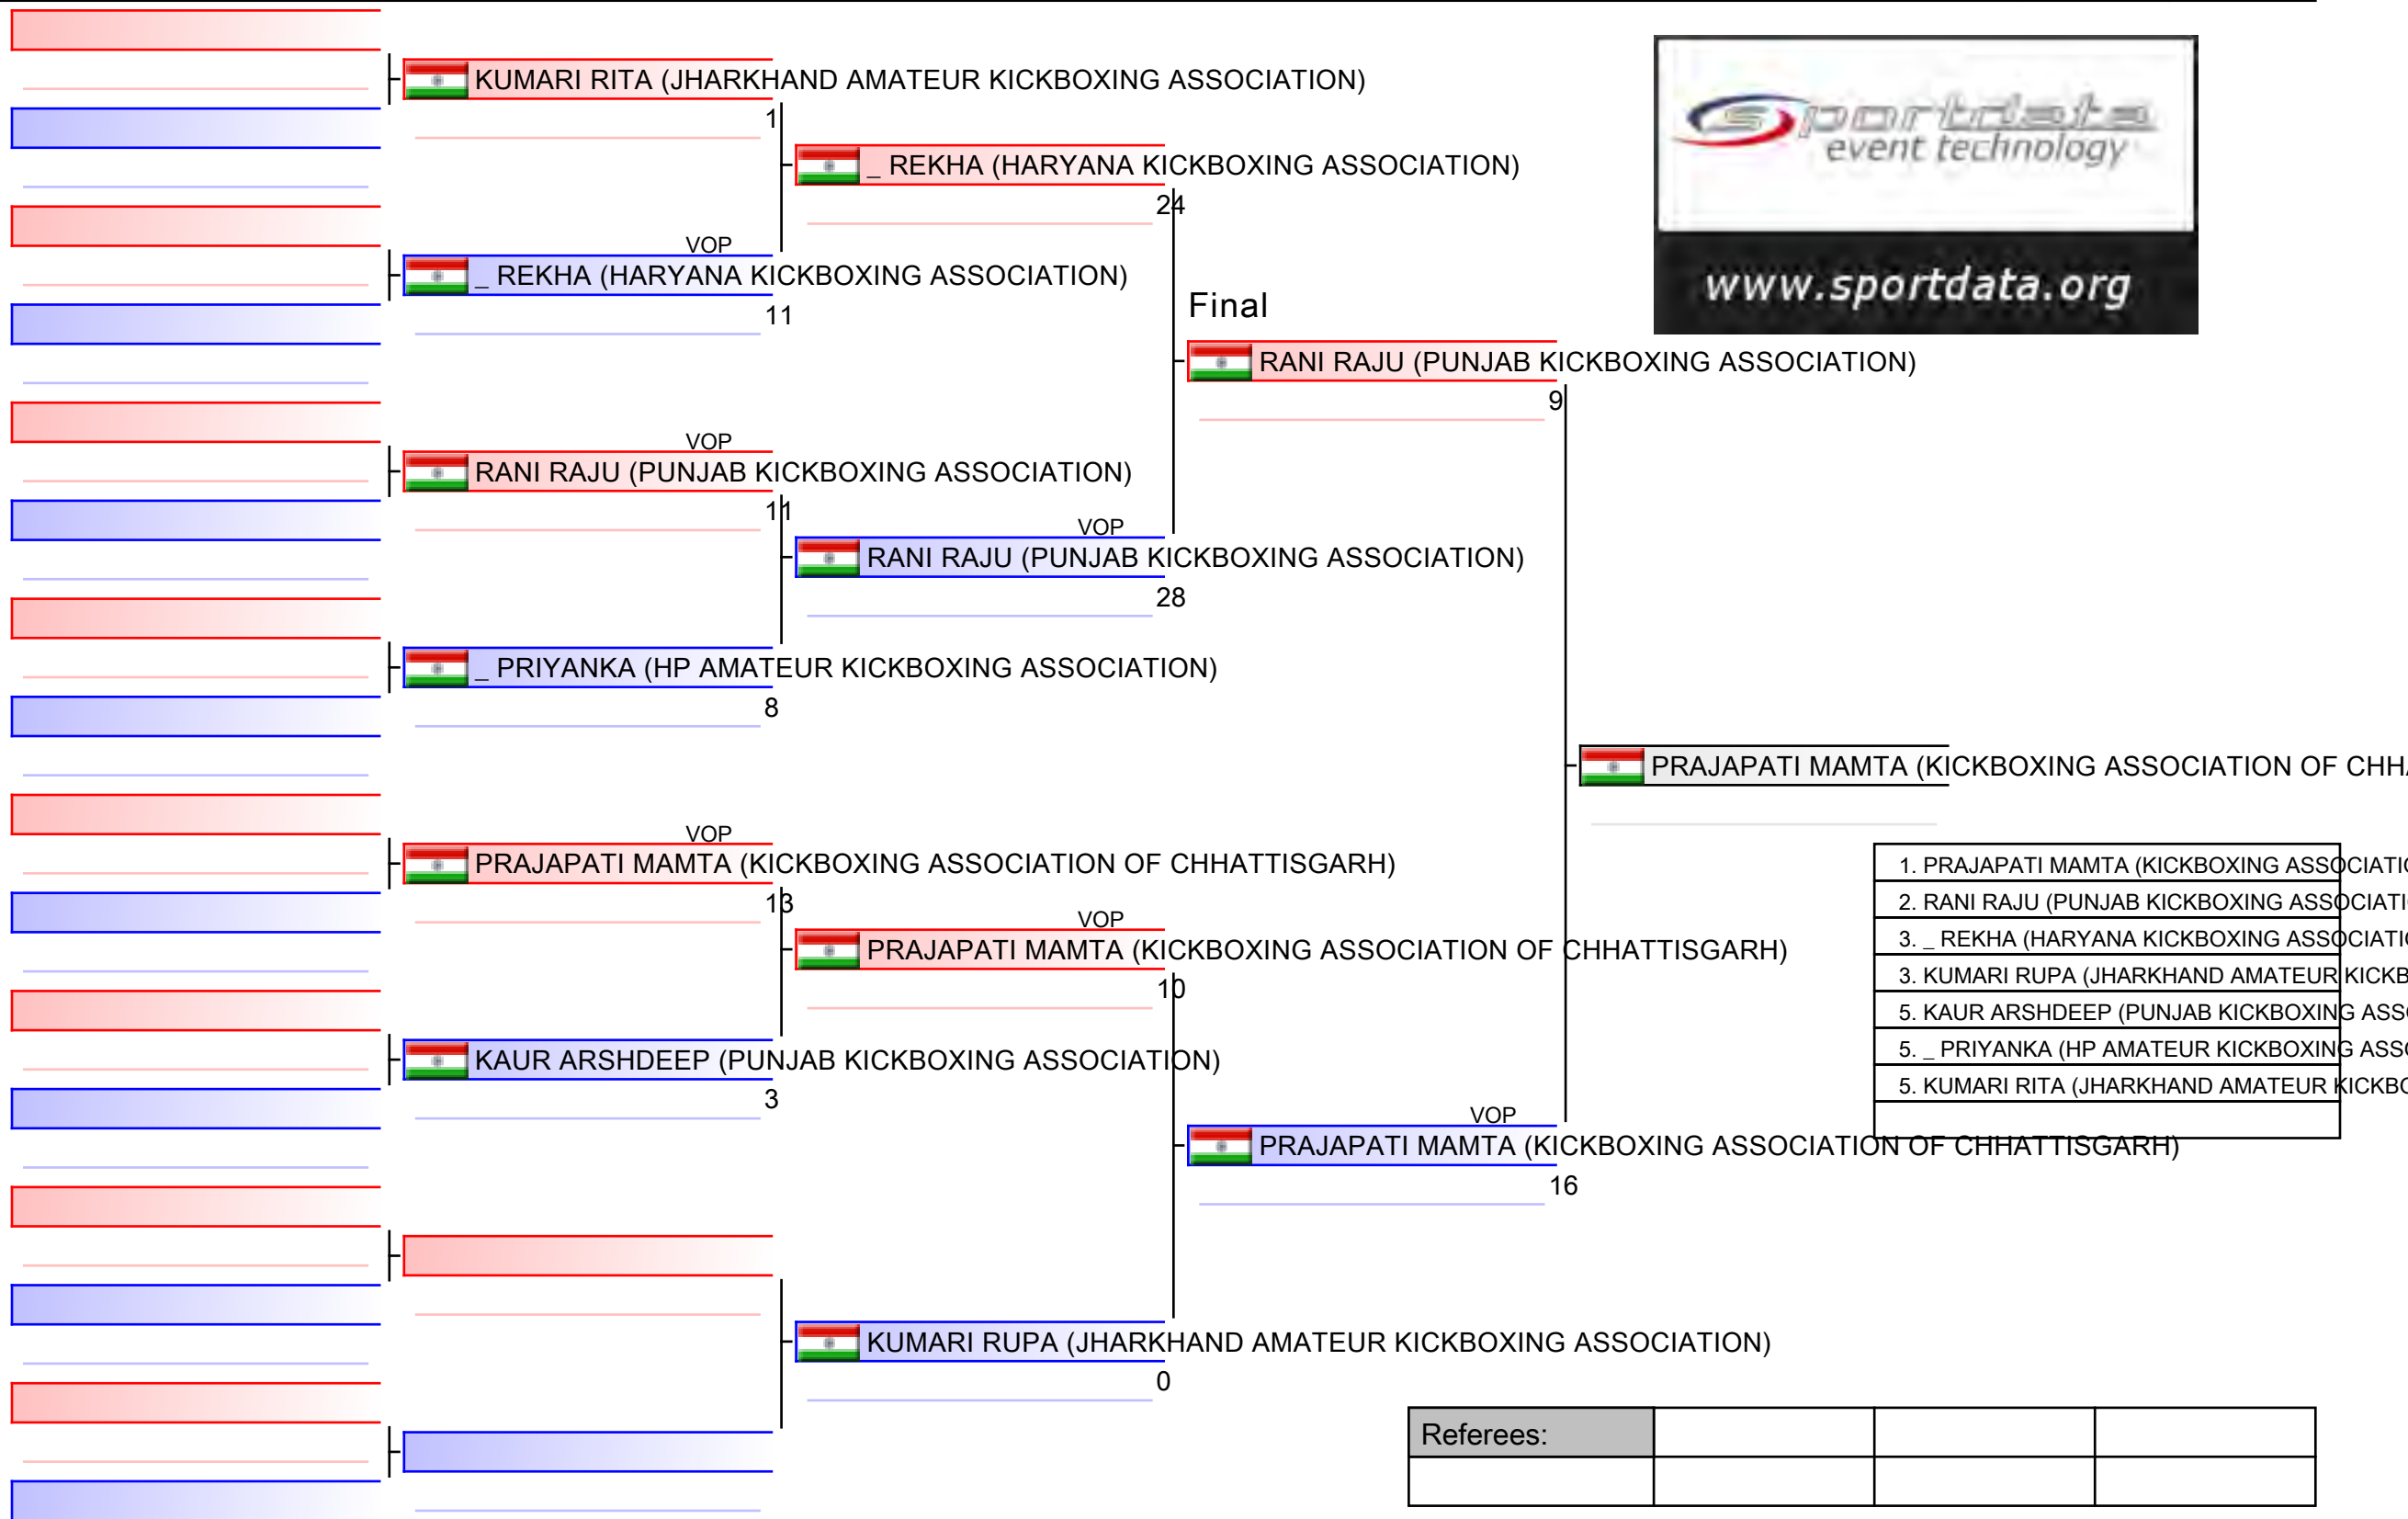 KUMARI RITA (JHARKHAND AMATEUR KICKBOXING ASSOCIATION)
1
VOP
_ REKHA (HARYANA KICKBOXING ASSOCIATION)
11
VOP
RANI RAJU (PUNJAB KICKBOXING ASSOCIATION)
11
_ PRIYANKA (HP AMATEUR KICKBOXING ASSOCIATION)
8
VOP
PRAJAPATI MAMTA (KICKBOXING ASSOCIATION OF CHHATTISGARH)
13
KAUR ARSHDEEP (PUNJAB KICKBOXING ASSOCIATION)
3
_ REKHA (HARYANA KICKBOXING ASSOCIATION)
24
VOP
RANI RAJU (PUNJAB KICKBOXING ASSOCIATION)
28
VOP
PRAJAPATI MAMTA (KICKBOXING ASSOCIATION OF CHHATTISGARH)
10
KUMARI RUPA (JHARKHAND AMATEUR KICKBOXING ASSOCIATION)
0
Final
RANI RAJU (PUNJAB KICKBOXING ASSOCIATION)
9
VOP
PRAJAPATI MAMTA (KICKBOXING ASSOCIATION OF CHHATTISGARH)
16
sportdata
event technology
www.sportdata.org
PRAJAPATI MAMTA (KICKBOXING ASSOCIATION OF CHH
1. PRAJAPATI MAMTA (KICKBOXING ASSOCIATI
2. RANI RAJU (PUNJAB KICKBOXING ASSOCIATI
3. _ REKHA (HARYANA KICKBOXING ASSOCIATI
3. KUMARI RUPA (JHARKHAND AMATEUR KICKB
5. KAUR ARSHDEEP (PUNJAB KICKBOXING ASS
5. _ PRIYANKA (HP AMATEUR KICKBOXING ASS
5. KUMARI RITA (JHARKHAND AMATEUR KICKB
Referees: